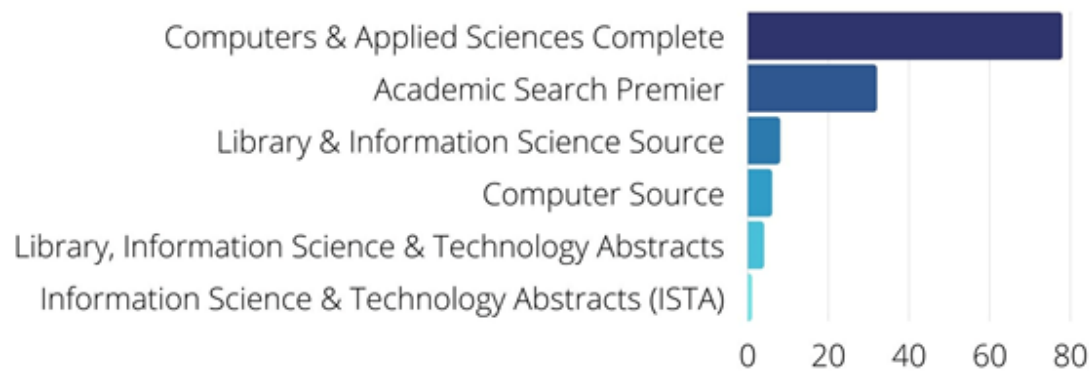 Computers & Applied Sciences Complete
Academic Search Premier
Library & Information Science Source
Computer Source
Library, Information Science & Technology Abstracts
Information Science & Technology Abstracts (ISTA)
0 20 40 60 80